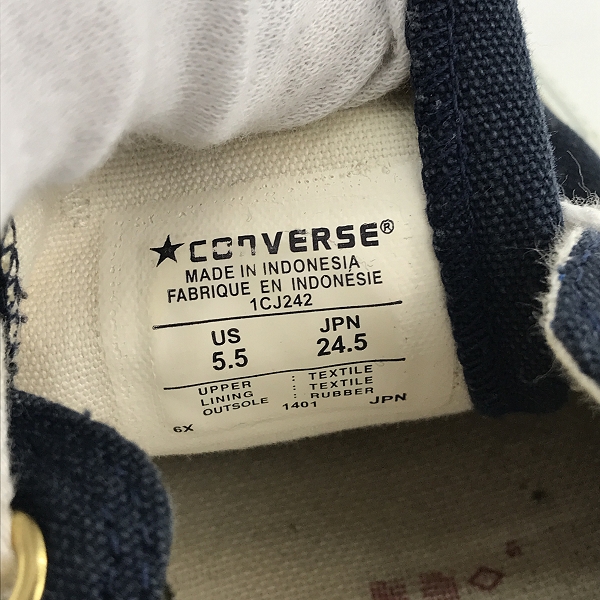 ★CONVERSE®
MADE IN INDONESIA
FABRIQUE EN INDONÉSIE
1CJ242
US JPN
5.5 24.5
UPPER : TEXTILE
LINING : TEXTILE
OUTSOLE : RUBBER
6X 1401 JPN